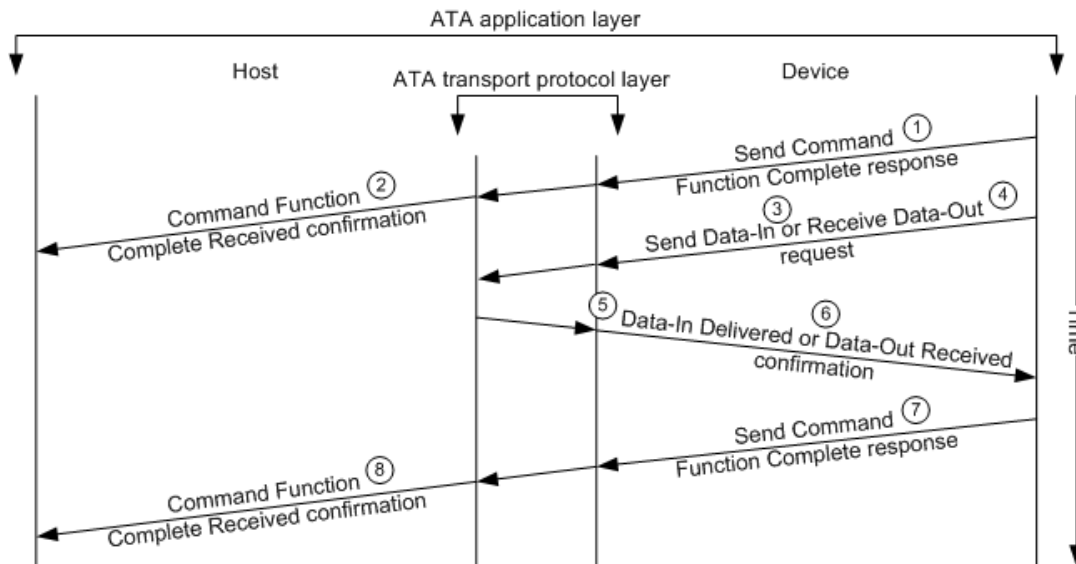 ATA application layer
Host
Device
ATA transport protocol layer
Send Command ①
Function Complete response
Command Function ②
Complete Received confirmation
③ ④
Send Data-In or Receive Data-Out
request
⑤ ⑥
Data-In Delivered or Data-Out Received
confirmation
Time
Send Command ⑦
Function Complete response
Command Function ⑧
Complete Received confirmation